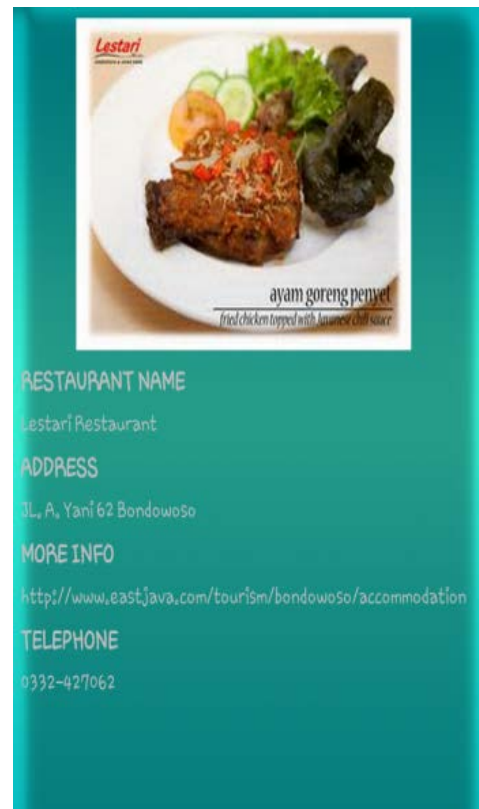 Lestari
ayam goreng penyet
fried chicken topped with Javanese chili sauce
RESTAURANT NAME
Lestari Restaurant
ADDRESS
JL. A. Yani 62 Bondowoso
MORE INFO
http://www.eastjava.com/tourism/bondowoso/accommodation
TELEPHONE
0332-427062